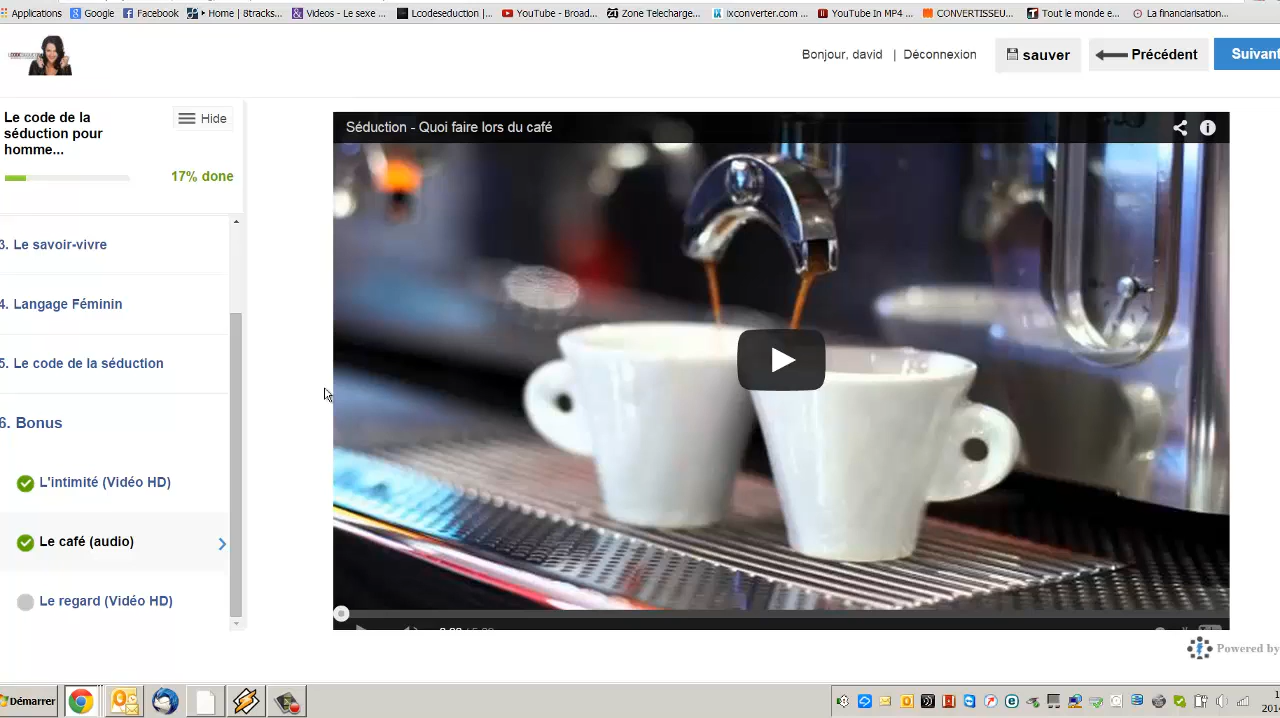 Applications
Google
Facebook
Home | Btracks...
Videos - Le sexe ...
Lcodeseduction |...
YouTube - Broad...
Zone Telecharge...
ixconverter.com...
YouTube In MP4...
CONVERTISSEU...
Tout le monde e...
La financiarisation...
Bonjour, david | Déconnexion
sauver
Précédent
Suivant
Le code de la
séduction pour
homme...
Hide
17% done
3. Le savoir-vivre
4. Langage Féminin
5. Le code de la séduction
6. Bonus
L'intimité (Vidéo HD)
Le café (audio)
Le regard (Vidéo HD)
Séduction - Quoi faire lors du café
Powered by
Démarrer